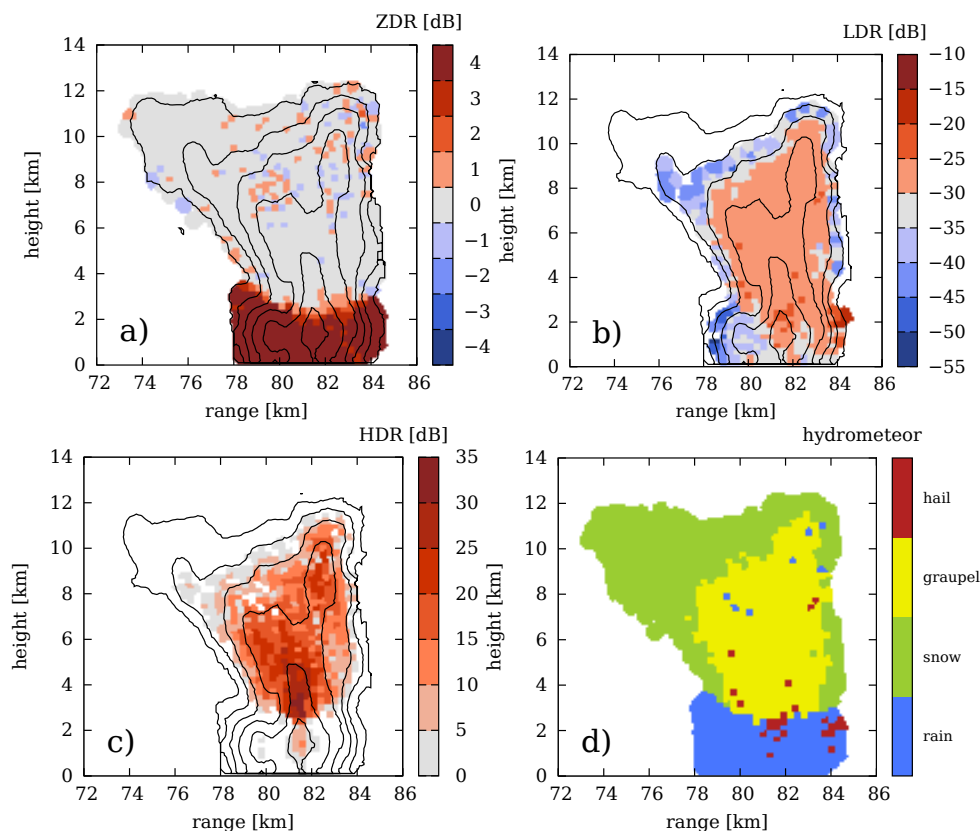 ZDR [dB]
14
12
10
8
6
4
2
0
height [km]
72 74 76 78 80 82 84 86
range [km]
a)
4
3
2
1
0
−1
−2
−3
−4
LDR [dB]
14
12
10
8
6
4
2
0
height [km]
72 74 76 78 80 82 84 86
range [km]
b)
−10
−15
−20
−25
−30
−35
−40
−45
−50
−55
HDR [dB]
14
12
10
8
6
4
2
0
height [km]
72 74 76 78 80 82 84 86
range [km]
c)
35
30
25
20
15
10
5
0
hydrometeor
14
12
10
8
6
4
2
0
height [km]
72 74 76 78 80 82 84 86
range [km]
d)
hail
graupel
snow
rain